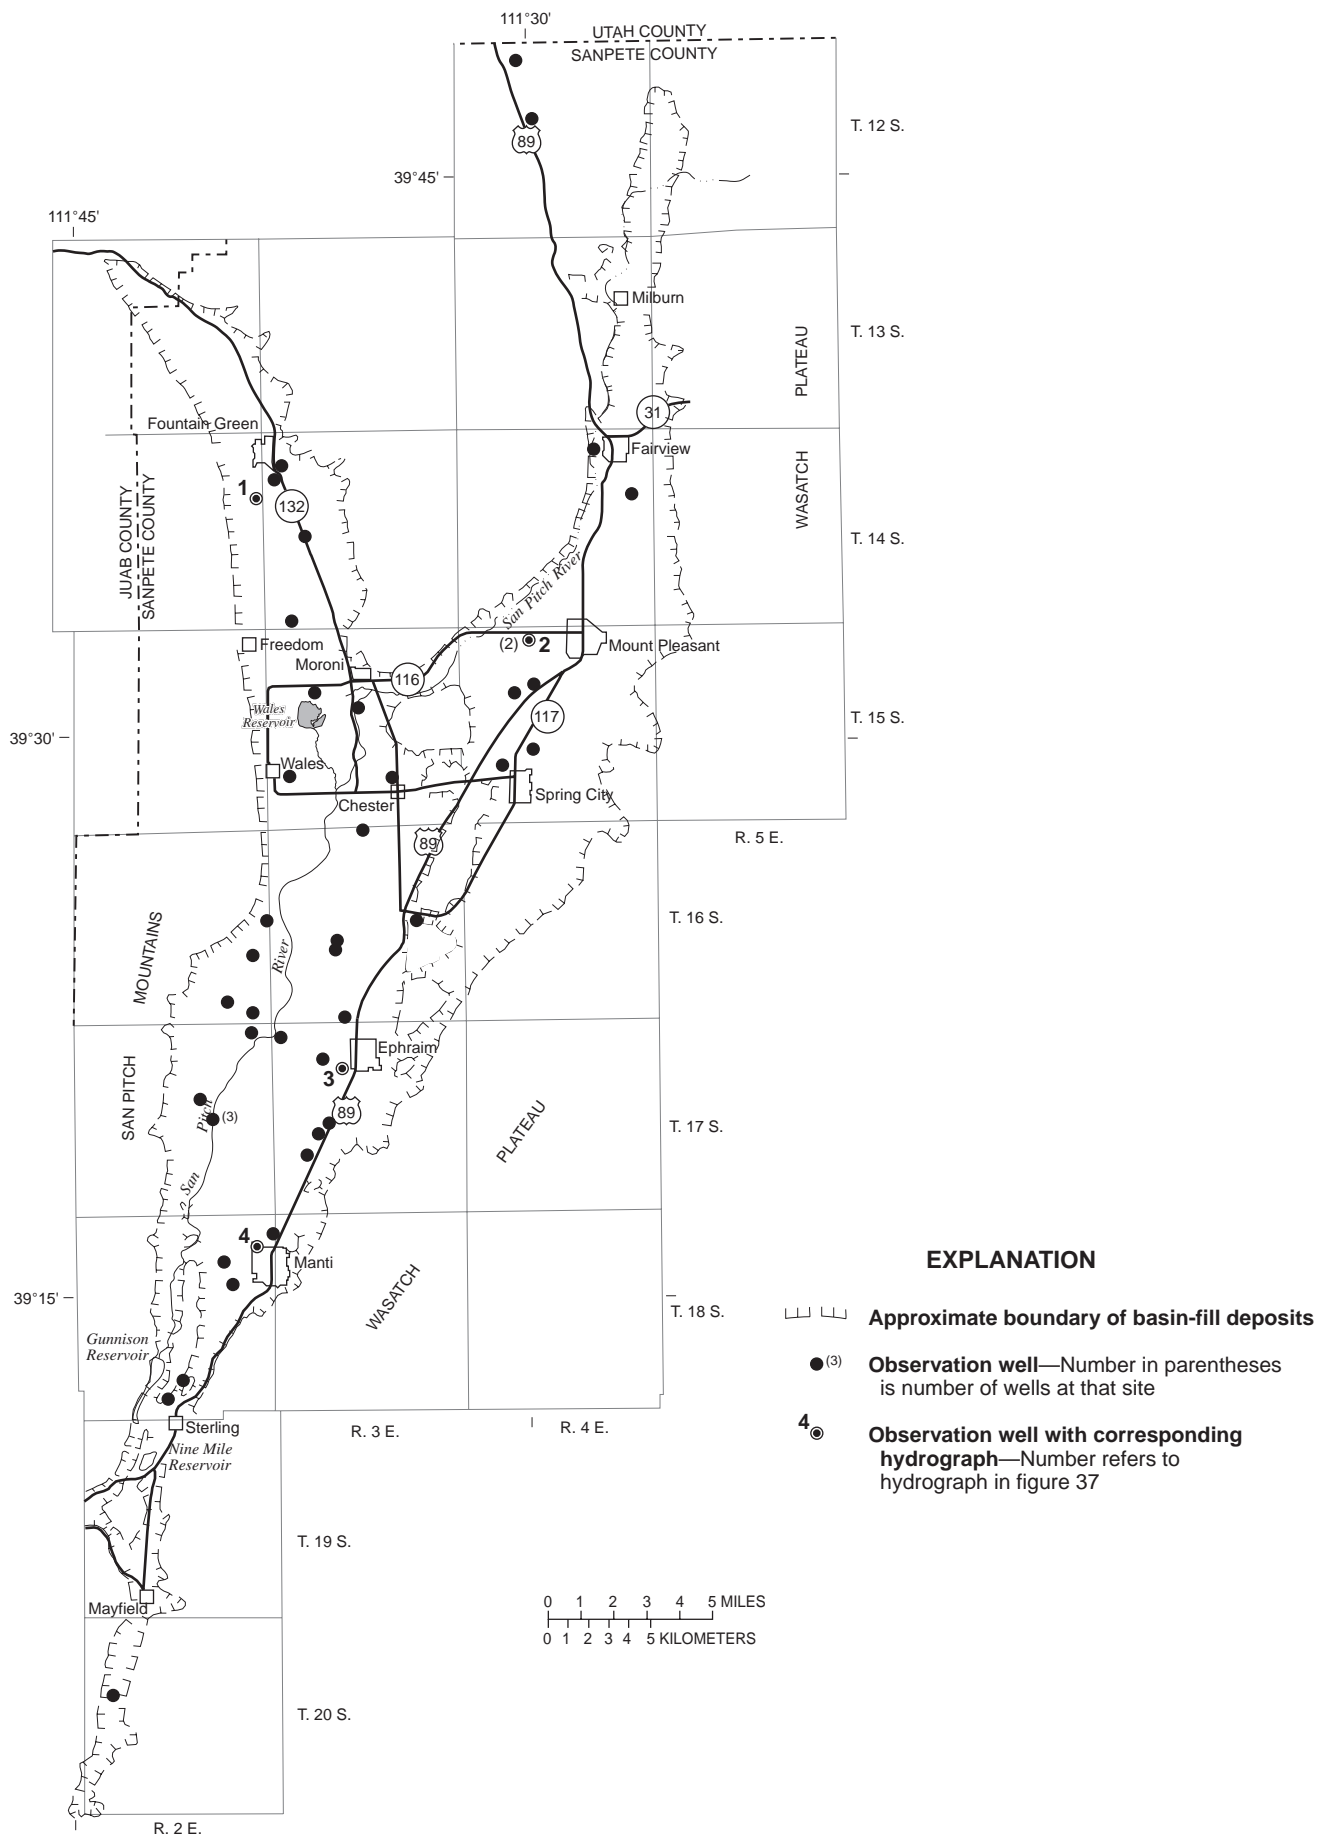 111°30'
UTAH COUNTY
SANPETE COUNTY
T. 12 S.
89
39°45'
111°45'
Milburn
T. 13 S.
PLATEAU
31
Fountain Green
Fairview
WASATCH
1
132
JUAB COUNTY
SANPETE COUNTY
T. 14 S.
San Pitch River
Freedom
(2)
2
Mount Pleasant
Moroni
116
Wales
Reservoir
117
T. 15 S.
39°30'
Wales
Chester
Spring City
89
R. 5 E.
T. 16 S.
MOUNTAINS
River
Ephraim
3
SAN PITCH
89
Pitch
(3)
PLATEAU
T. 17 S.
San
4
Manti
WASATCH
39°15'
T. 18 S.
Gunnison
Reservoir
Sterling
R. 3 E.
R. 4 E.
Nine Mile
Reservoir
T. 19 S.
Mayfield
0 1 2 3 4 5 MILES
0 1 2 3 4 5 KILOMETERS
T. 20 S.
R. 2 E.
EXPLANATION
Approximate boundary of basin-fill deposits
(3) Observation well—Number in parentheses
is number of wells at that site
4 Observation well with corresponding
hydrograph—Number refers to
hydrograph in figure 37